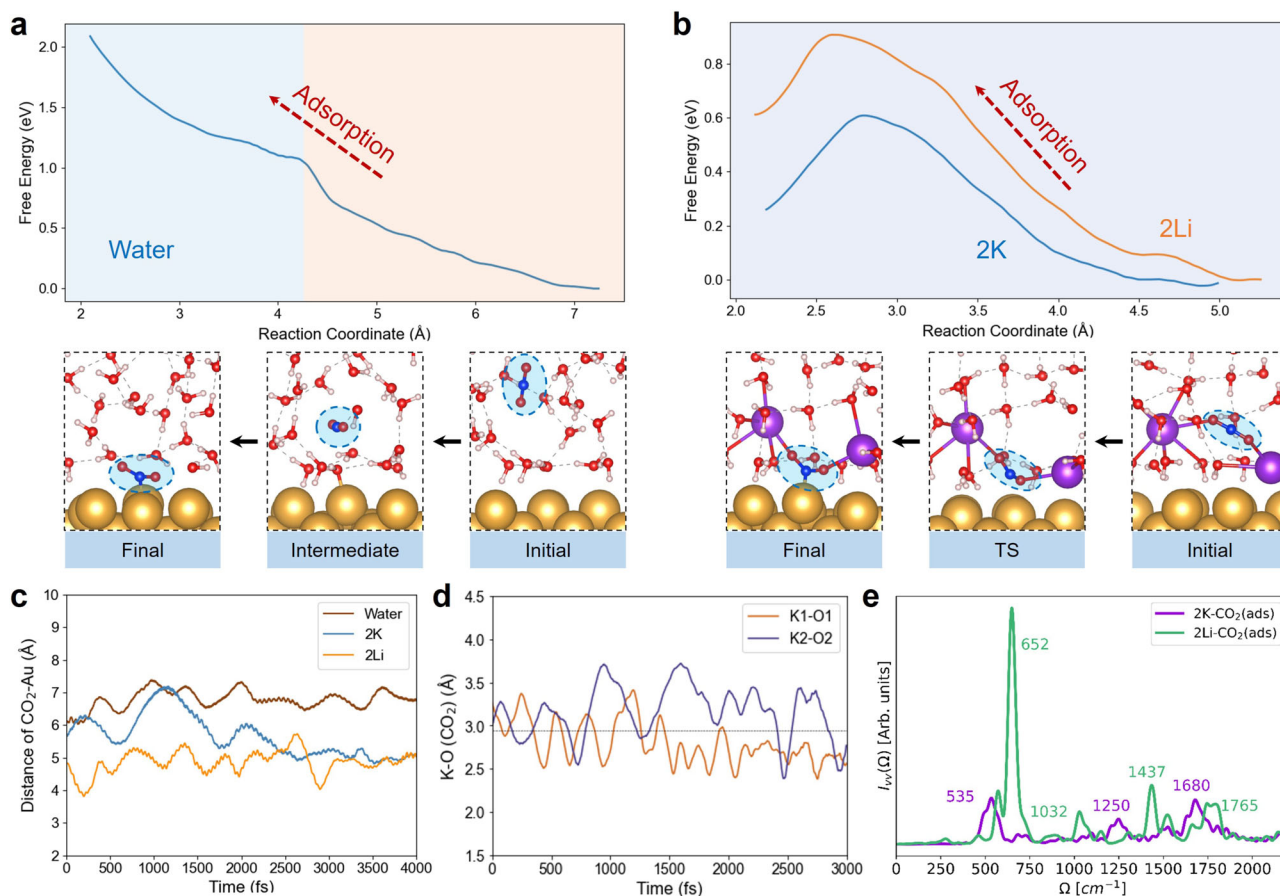 a
2.0
1.5
1.0
0.5
0.0
Free Energy (eV)
Adsorption
Water
2 3 4 5 6 7
Reaction Coordinate (Å)
b
0.8
0.6
0.4
0.2
0.0
Free Energy (eV)
Adsorption
2Li
2K
2.0 2.5 3.0 3.5 4.0 4.5 5.0
Reaction Coordinate (Å)
Final
Intermediate
Initial
Final
TS
Initial
c
10
9
8
7
6
5
4
3
2
Distance of CO₂-Au (Å)
Water
2K
2Li
0 500 1000 1500 2000 2500 3000 3500 4000
Time (fs)
d
4.5
4.0
3.5
3.0
2.5
2.0
1.5
K-O (CO₂) (Å)
K1-O1
K2-O2
0 500 1000 1500 2000 2500 3000
Time (fs)
e
I_vv(Ω) [Arb. units]
2K-CO₂(ads)
2Li-CO₂(ads)
652
535
1032
1250
1437
1680
1765
0 250 500 750 1000 1250 1500 1750 2000
Ω [cm⁻¹]